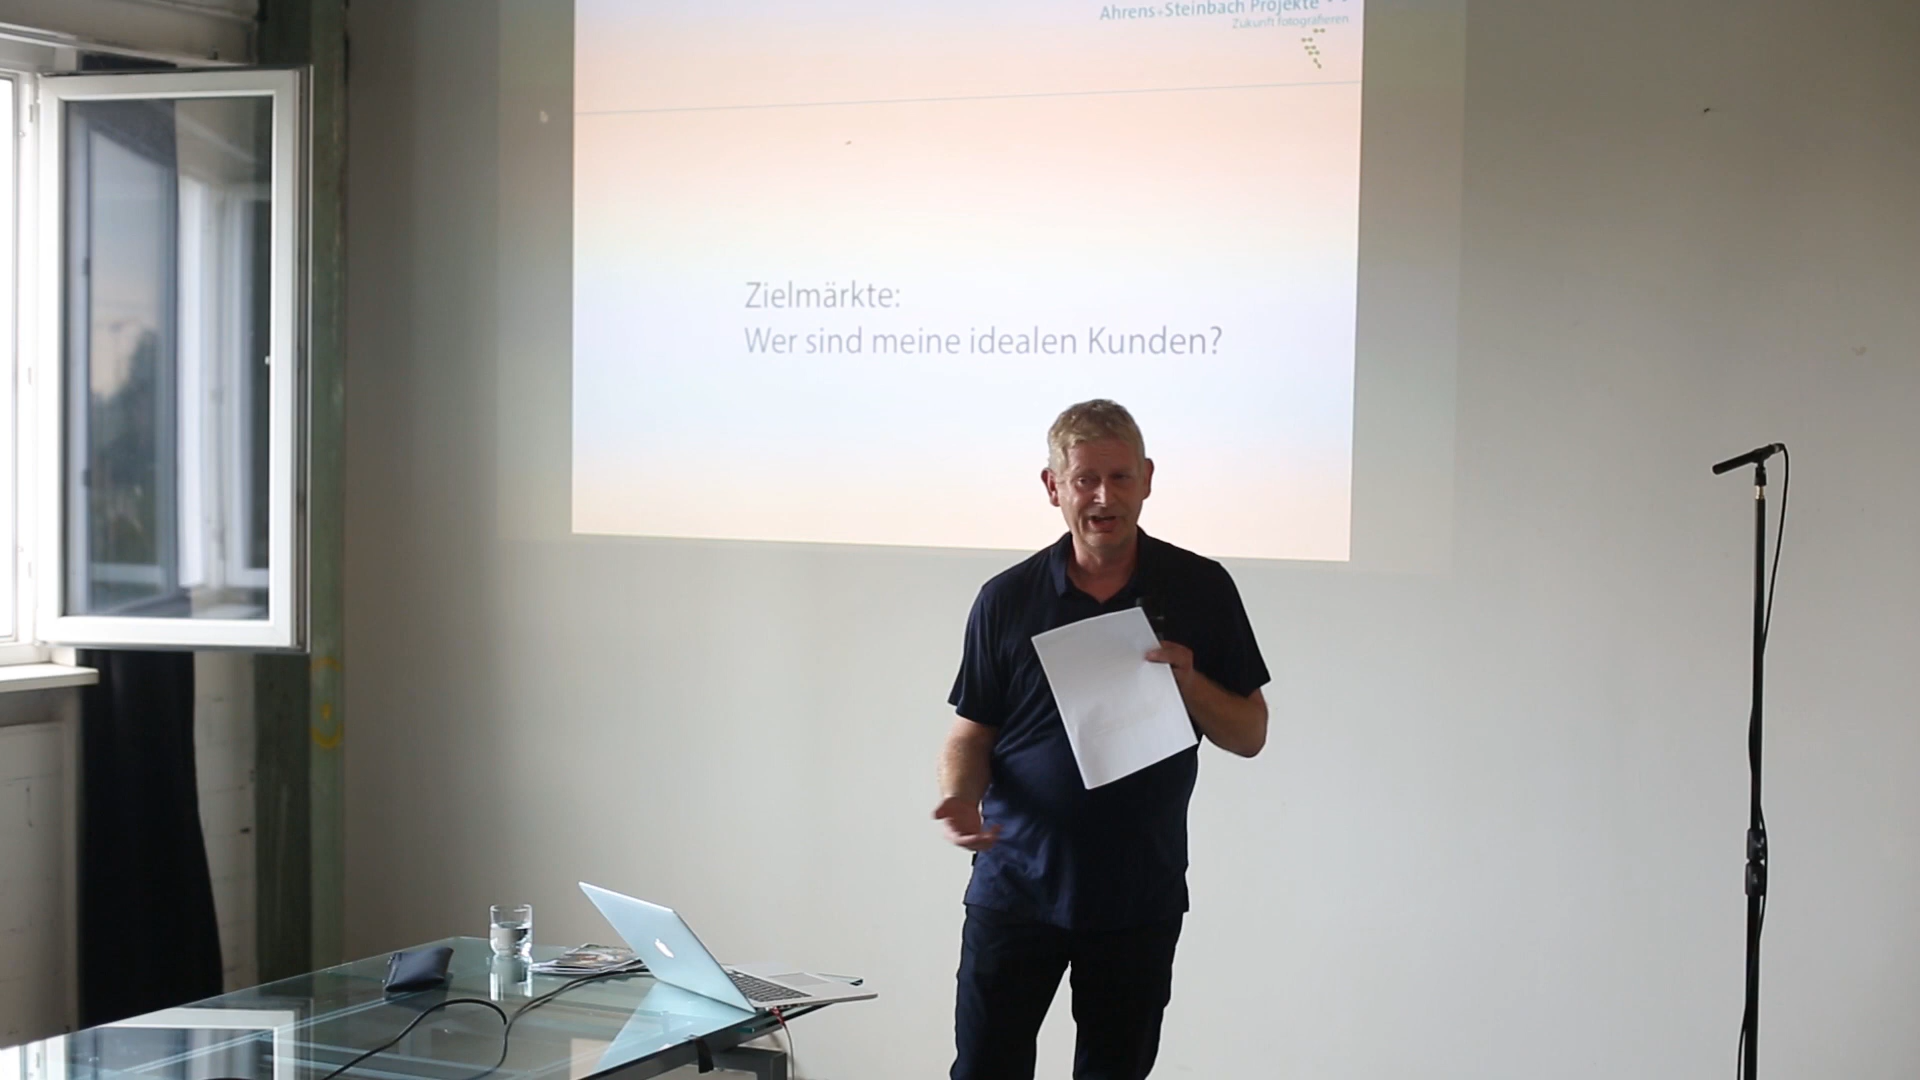 Ahrens+Steinbach Projekte
Zukunft fotografieren
Zielmärkte:
Wer sind meine idealen Kunden?